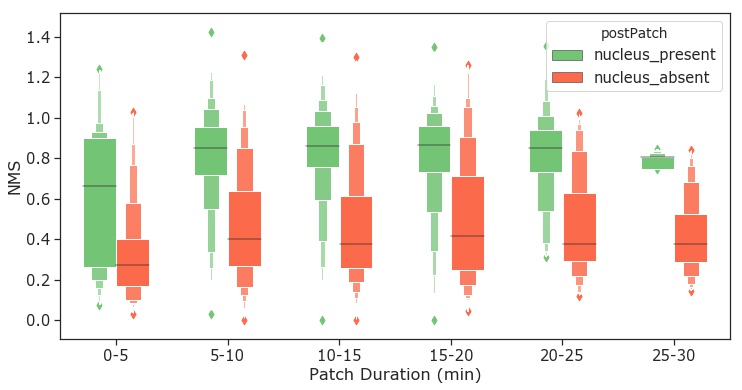 postPatch
nucleus_present
nucleus_absent
NMS
1.4
1.2
1.0
0.8
0.6
0.4
0.2
0.0
0-5 5-10 10-15 15-20 20-25 25-30
Patch Duration (min)